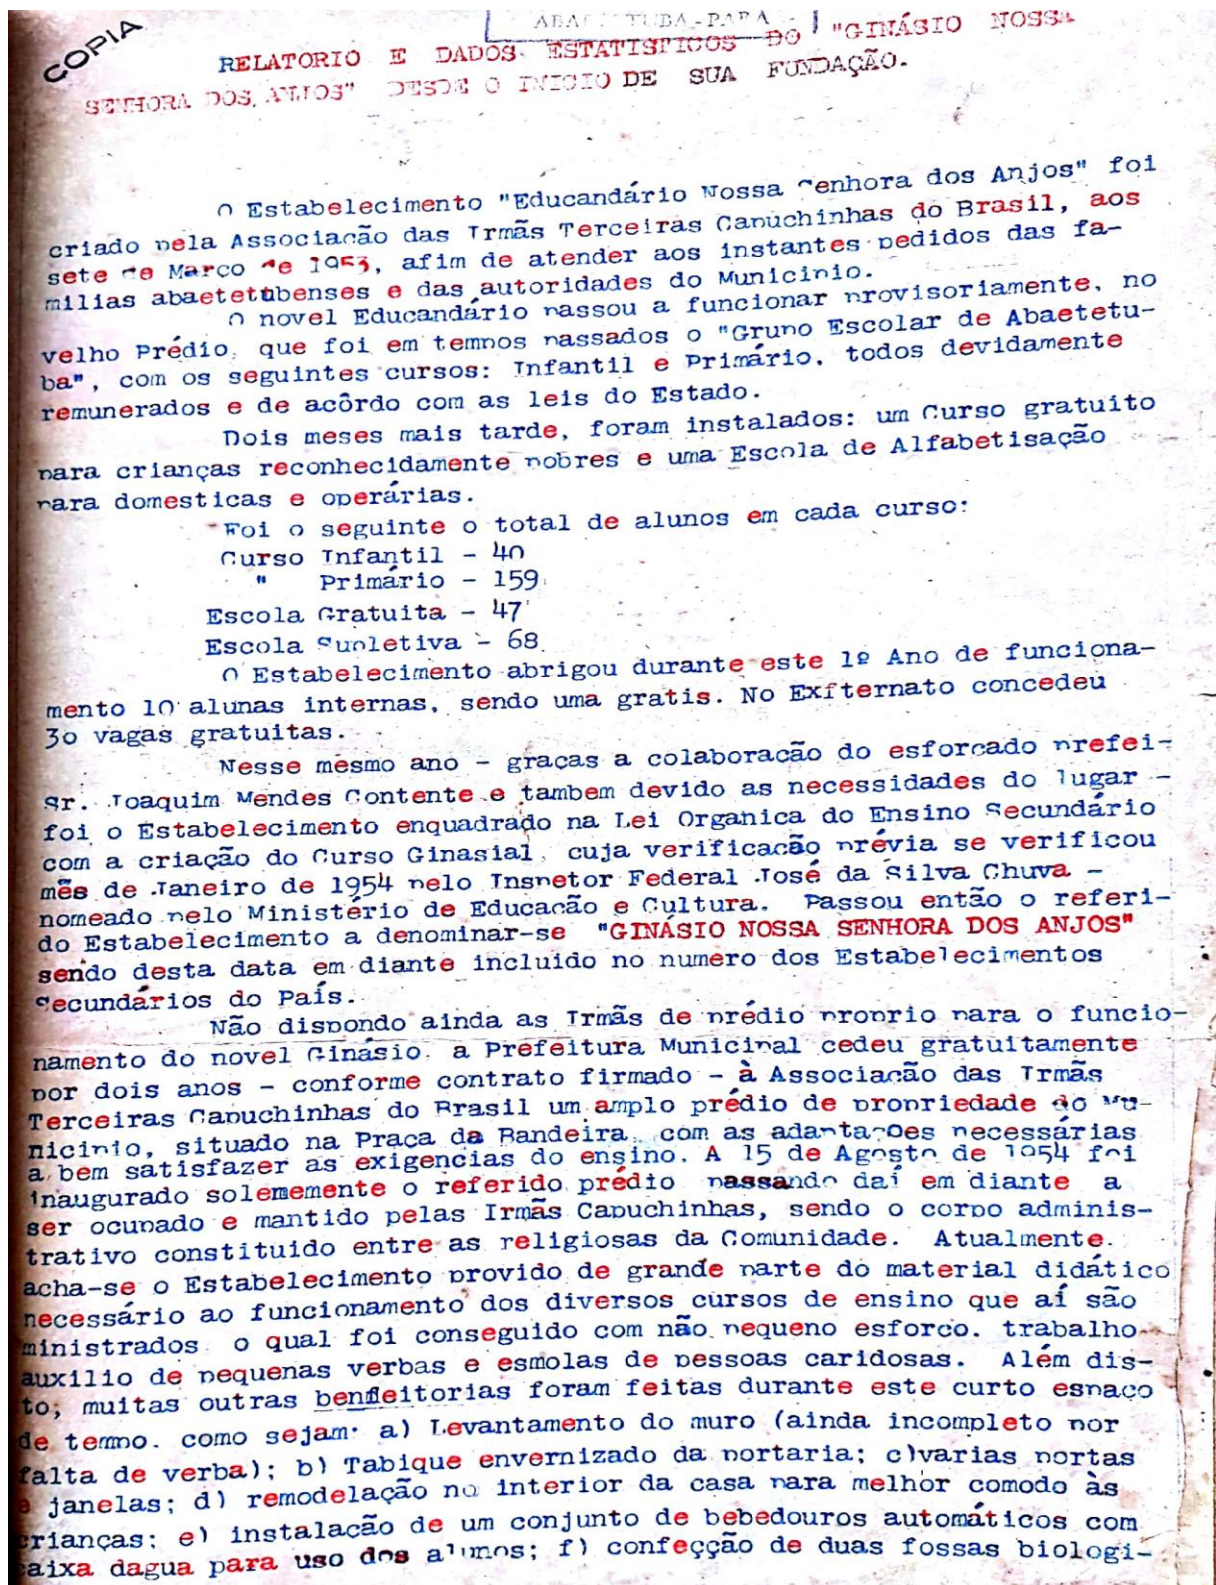 COPIA
ABAETETUBA-PARÁ
RELATORIO E DADOS ESTATISTICOS DO "GINÁSIO NOSSA
SENHORA DOS ANJOS" DESDE O INICIO DE SUA FUNDAÇÃO.
O Estabelecimento "Educandário Nossa Senhora dos Anjos" foi
criado pela Associação das Irmãs Terceiras Capuchinhas do Brasil, aos
sete de Março de 1953, afim de atender aos instantes pedidos das fa-
milias abaetetubenses e das autoridades do Municipio.
O novel Educandário passou a funcionar provisoriamente, no
velho Prédio, que foi em tempos passados o "Grupo Escolar de Abaetetu-
ba", com os seguintes cursos: Infantil e Primário, todos devidamente
remunerados e de acôrdo com as leis do Estado.
Dois meses mais tarde, foram instalados: um Curso gratuito
para crianças reconhecidamente pobres e uma Escola de Alfabetisação
para domesticas e operárias.
Foi o seguinte o total de alunos em cada curso:
Curso Infantil - 40
" Primário - 159
Escola Gratuita - 47
Escola Supletiva - 68
O Estabelecimento abrigou durante este 1º Ano de funciona-
mento 10 alunas internas, sendo uma gratis. No Exfternato concedeu
30 vagas gratuitas.
Nesse mesmo ano - graças a colaboração do esforçado prefei-
Sr. Joaquim Mendes Contente e tambem devido as necessidades do lugar -
foi o Estabelecimento enquadrado na Lei Organica do Ensino Secundário
com a criação do Curso Ginasial, cuja verificação prévia se verificou
mês de Janeiro de 1954 pelo Inspetor Federal José da Silva Chuva -
nomeado pelo Ministério de Educação e Cultura. Passou então o referi-
do Estabelecimento a denominar-se "GINÁSIO NOSSA SENHORA DOS ANJOS"
sendo desta data em diante incluido no numero dos Estabelecimentos
Secundários do País.
Não dispondo ainda as Irmãs de prédio proprio para o funcio-
namento do novel Ginásio, a Prefeitura Municipal cedeu gratuitamente
por dois anos - conforme contrato firmado - à Associação das Irmãs
Terceiras Capuchinhas do Brasil um amplo prédio de propriedade do Mu-
nicipio, situado na Praça da Bandeira, com as adaptações necessárias
a bem satisfazer as exigencias do ensino. A 15 de Agosto de 1954 foi
inaugurado solememente o referido prédio passando daí em diante a
ser ocupado e mantido pelas Irmãs Capuchinhas, sendo o corpo adminis-
trativo constituido entre as religiosas da Comunidade. Atualmente.
acha-se o Estabelecimento provido de grande parte do material didático
necessário ao funcionamento dos diversos cursos de ensino que aí são
ministrados, o qual foi conseguido com não pequeno esforço, trabalho
auxilio de pequenas verbas e esmolas de pessoas caridosas. Além dis-
to; muitas outras benfleitorias foram feitas durante este curto espaço
de tempo. como sejam: a) Levantamento do muro (ainda incompleto por
falta de verba); b) Tabique envernizado da portaria; c)varias portas
e janelas; d) remodelação no interior da casa para melhor comodo às
crianças; e) instalação de um conjunto de bebedouros automáticos com
caixa dagua para uso dos alunos; f) confecção de duas fossas biologi-